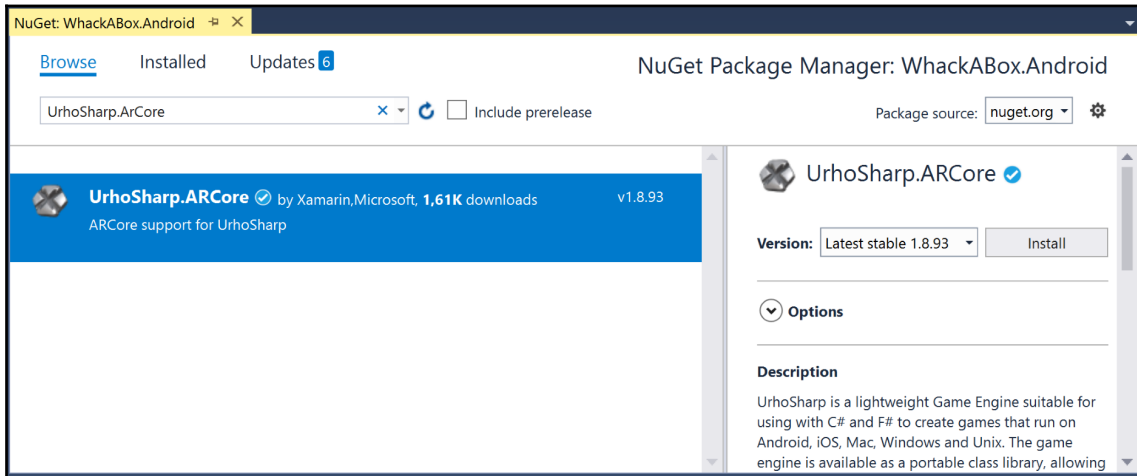 NuGet: WhackABox.Android
Browse Installed Updates 6
NuGet Package Manager: WhackABox.Android
UrhoSharp.ArCore
Include prerelease
Package source: nuget.org
UrhoSharp.ARCore by Xamarin,Microsoft, 1,61K downloads v1.8.93
ARCore support for UrhoSharp
UrhoSharp.ARCore
Version: Latest stable 1.8.93 Install
Options
Description
UrhoSharp is a lightweight Game Engine suitable for
using with C# and F# to create games that run on
Android, iOS, Mac, Windows and Unix. The game
engine is available as a portable class library, allowing